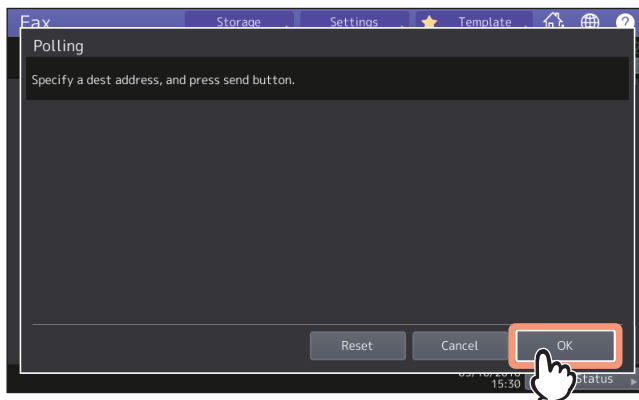 Fax Storage Settings Template ?
Polling
Specify a dest address, and press send button.
Reset Cancel OK
15:30 Status